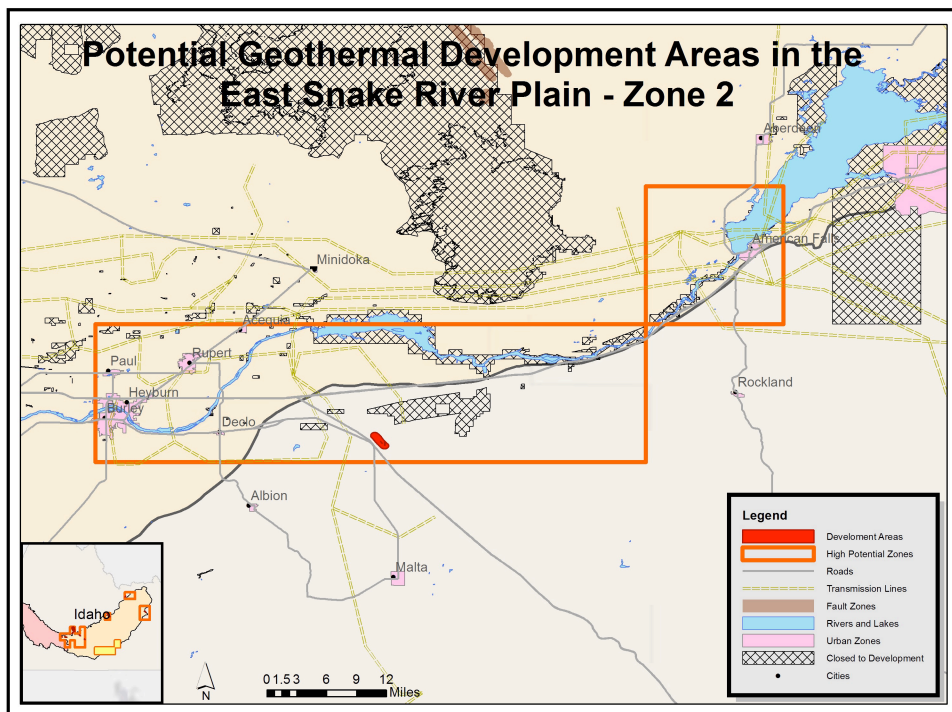 Potential Geothermal Development Areas in the
East Snake River Plain - Zone 2
Aberdeen
American Falls
Minidoka
Acequia
Rupert
Paul
Heyburn
Burley
Declo
Rockland
Albion
Malta
Idaho
N
0 1.5 3 6 9 12
Miles
Legend
Develoment Areas
High Potential Zones
Roads
Transmission Lines
Fault Zones
Rivers and Lakes
Urban Zones
Closed to Development
Cities